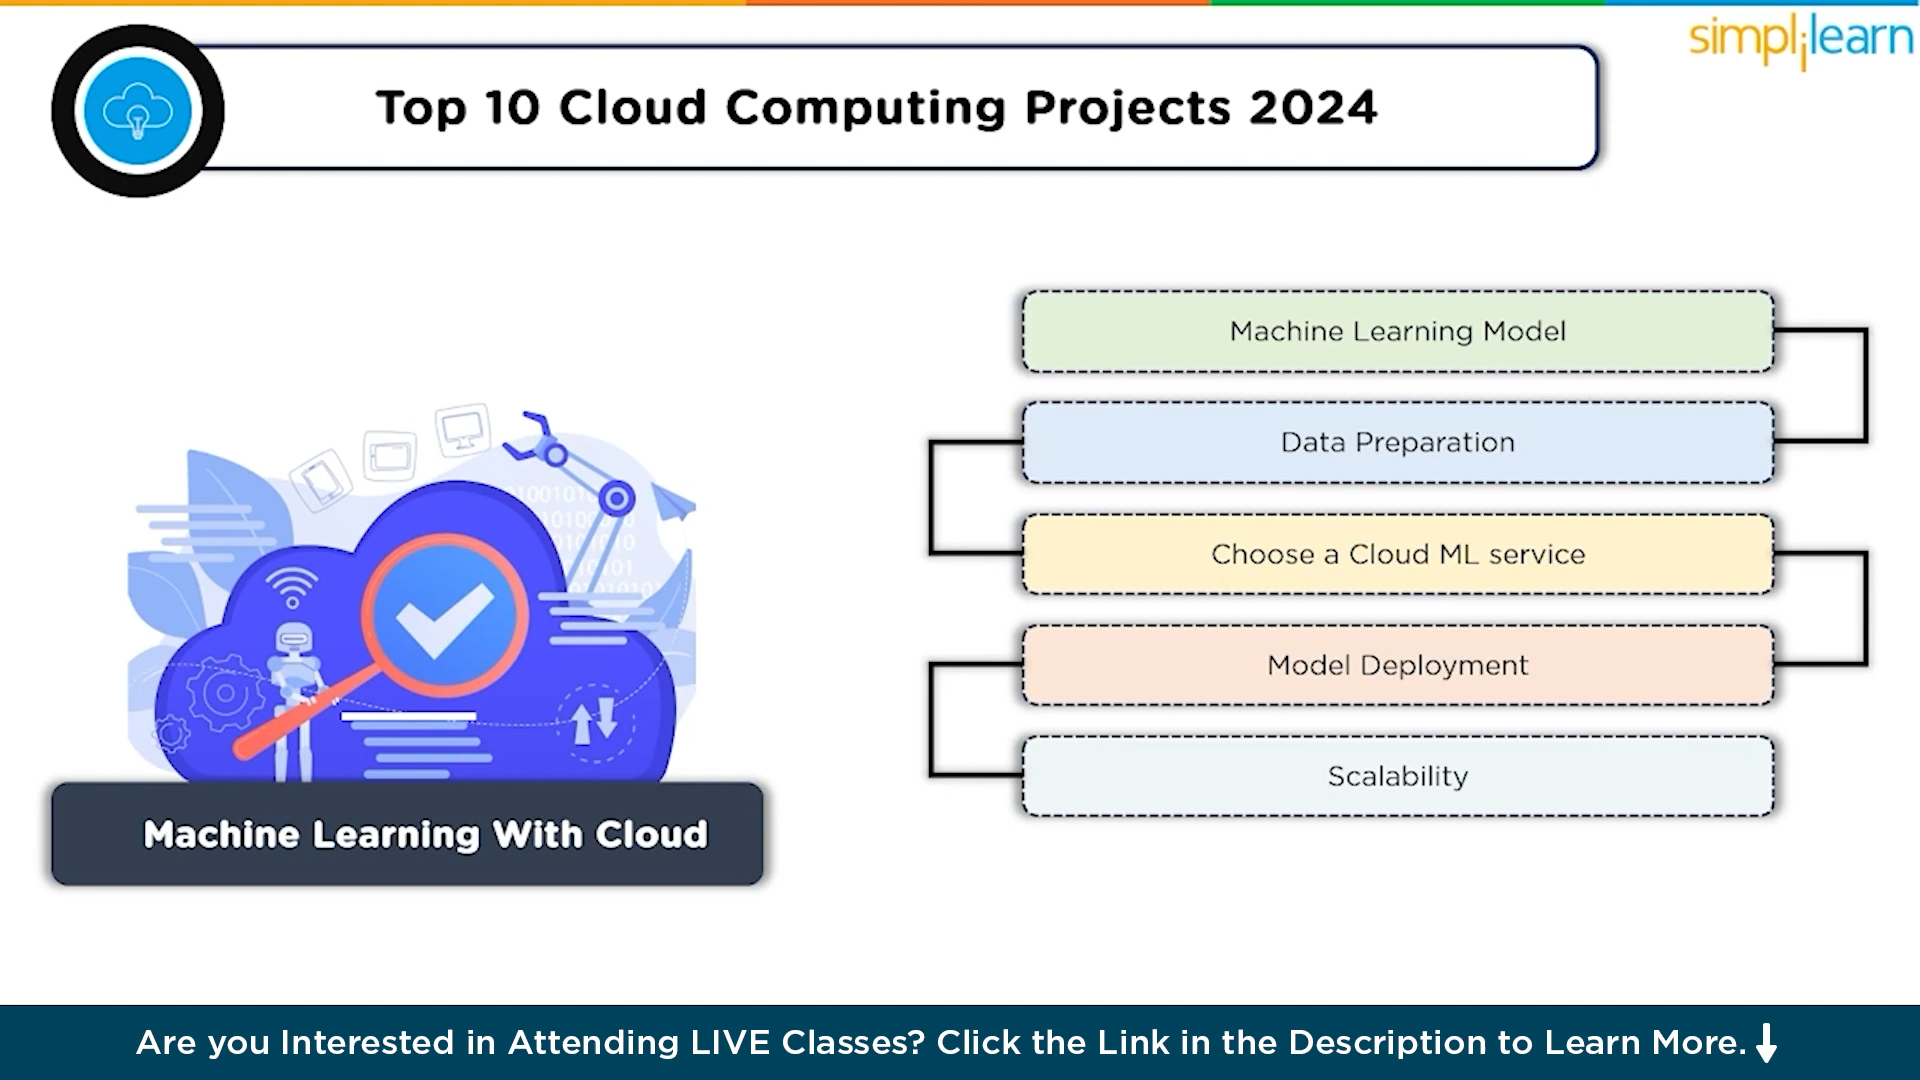 simplilearn
Top 10 Cloud Computing Projects 2024
Machine Learning Model
Data Preparation
Choose a Cloud ML service
Model Deployment
Scalability
Machine Learning With Cloud
Are you Interested in Attending LIVE Classes? Click the Link in the Description to Learn More.